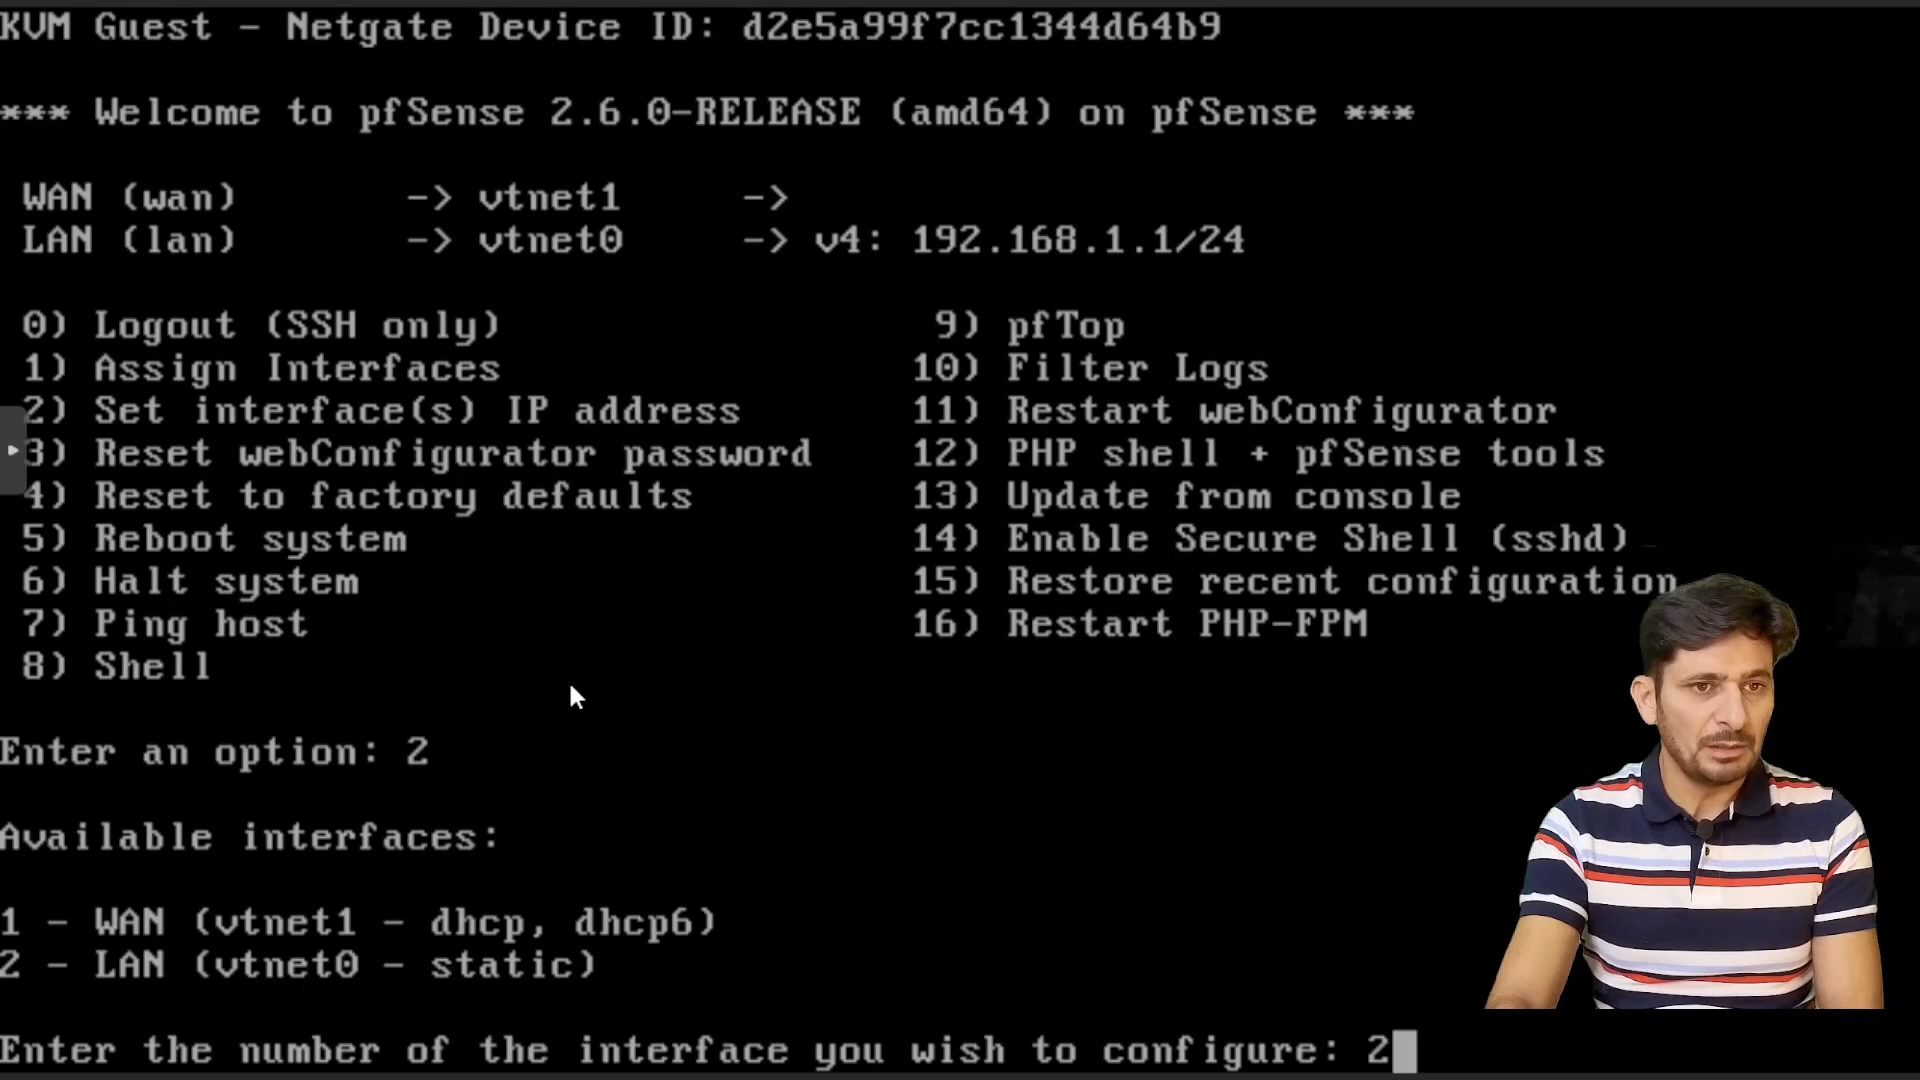 KVM Guest - Netgate Device ID: d2e5a99f7cc1344d64b9
*** Welcome to pfSense 2.6.0-RELEASE (amd64) on pfSense ***
WAN (wan) -> vtnet1 ->
LAN (lan) -> vtnet0 -> v4: 192.168.1.1/24
0) Logout (SSH only) 9) pfTop
1) Assign Interfaces 10) Filter Logs
2) Set interface(s) IP address 11) Restart webConfigurator
3) Reset webConfigurator password 12) PHP shell + pfSense tools
4) Reset to factory defaults 13) Update from console
5) Reboot system 14) Enable Secure Shell (sshd)
6) Halt system 15) Restore recent configuration
7) Ping host 16) Restart PHP-FPM
8) Shell
Enter an option: 2
Available interfaces:
1 - WAN (vtnet1 - dhcp, dhcp6)
2 - LAN (vtnet0 - static)
Enter the number of the interface you wish to configure: 2